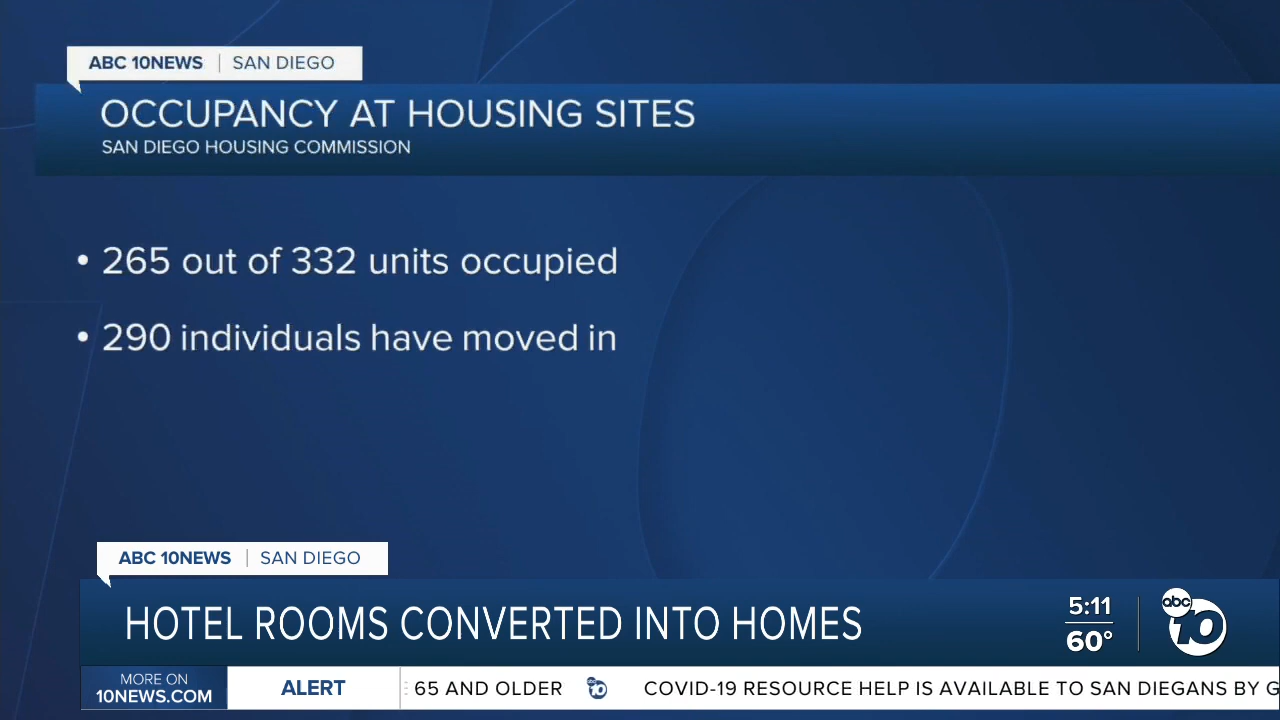 ABC 10NEWS | SAN DIEGO
OCCUPANCY AT HOUSING SITES
SAN DIEGO HOUSING COMMISSION
• 265 out of 332 units occupied
• 290 individuals have moved in
ABC 10NEWS | SAN DIEGO
HOTEL ROOMS CONVERTED INTO HOMES
5:11
60°
abc 10
MORE ON
10NEWS.COM
ALERT
65 AND OLDER abc 10 COVID-19 RESOURCE HELP IS AVAILABLE TO SAN DIEGANS BY G